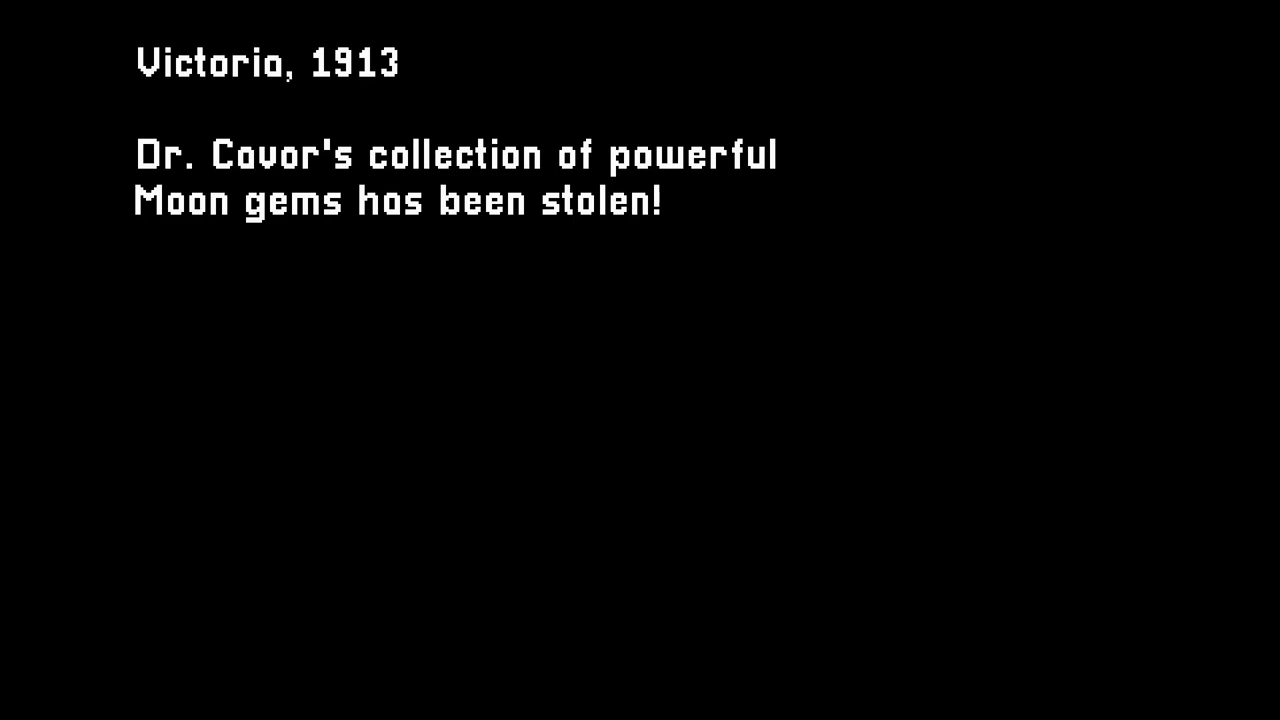 Victoria, 1913
Dr. Cavor's collection of powerful
Moon gems has been stolen!